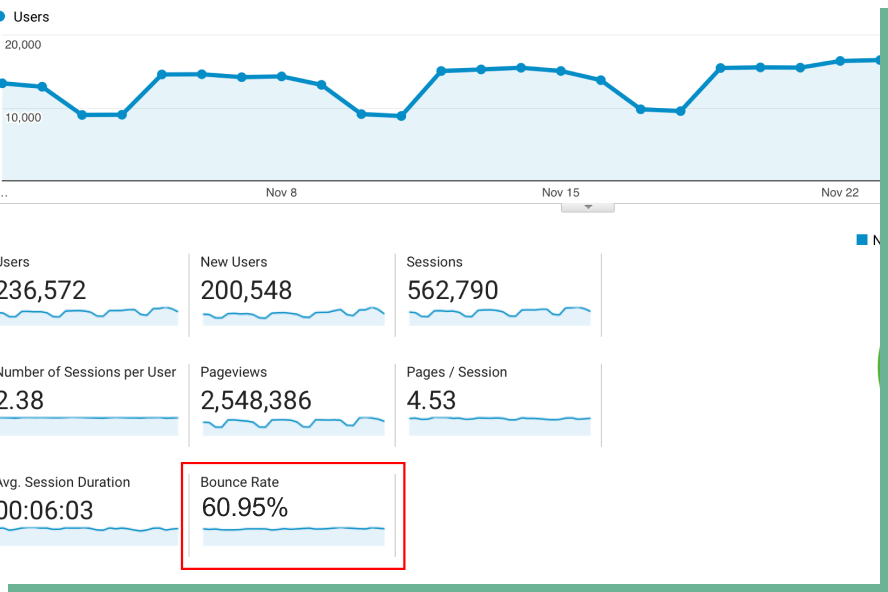 Users
20,000
10,000
..
Nov 8
Nov 15
Nov 22
N
Users
New Users
Sessions
236,572
200,548
562,790
Number of Sessions per User
Pageviews
Pages / Session
2.38
2,548,386
4.53
Avg. Session Duration
Bounce Rate
00:06:03
60.95%